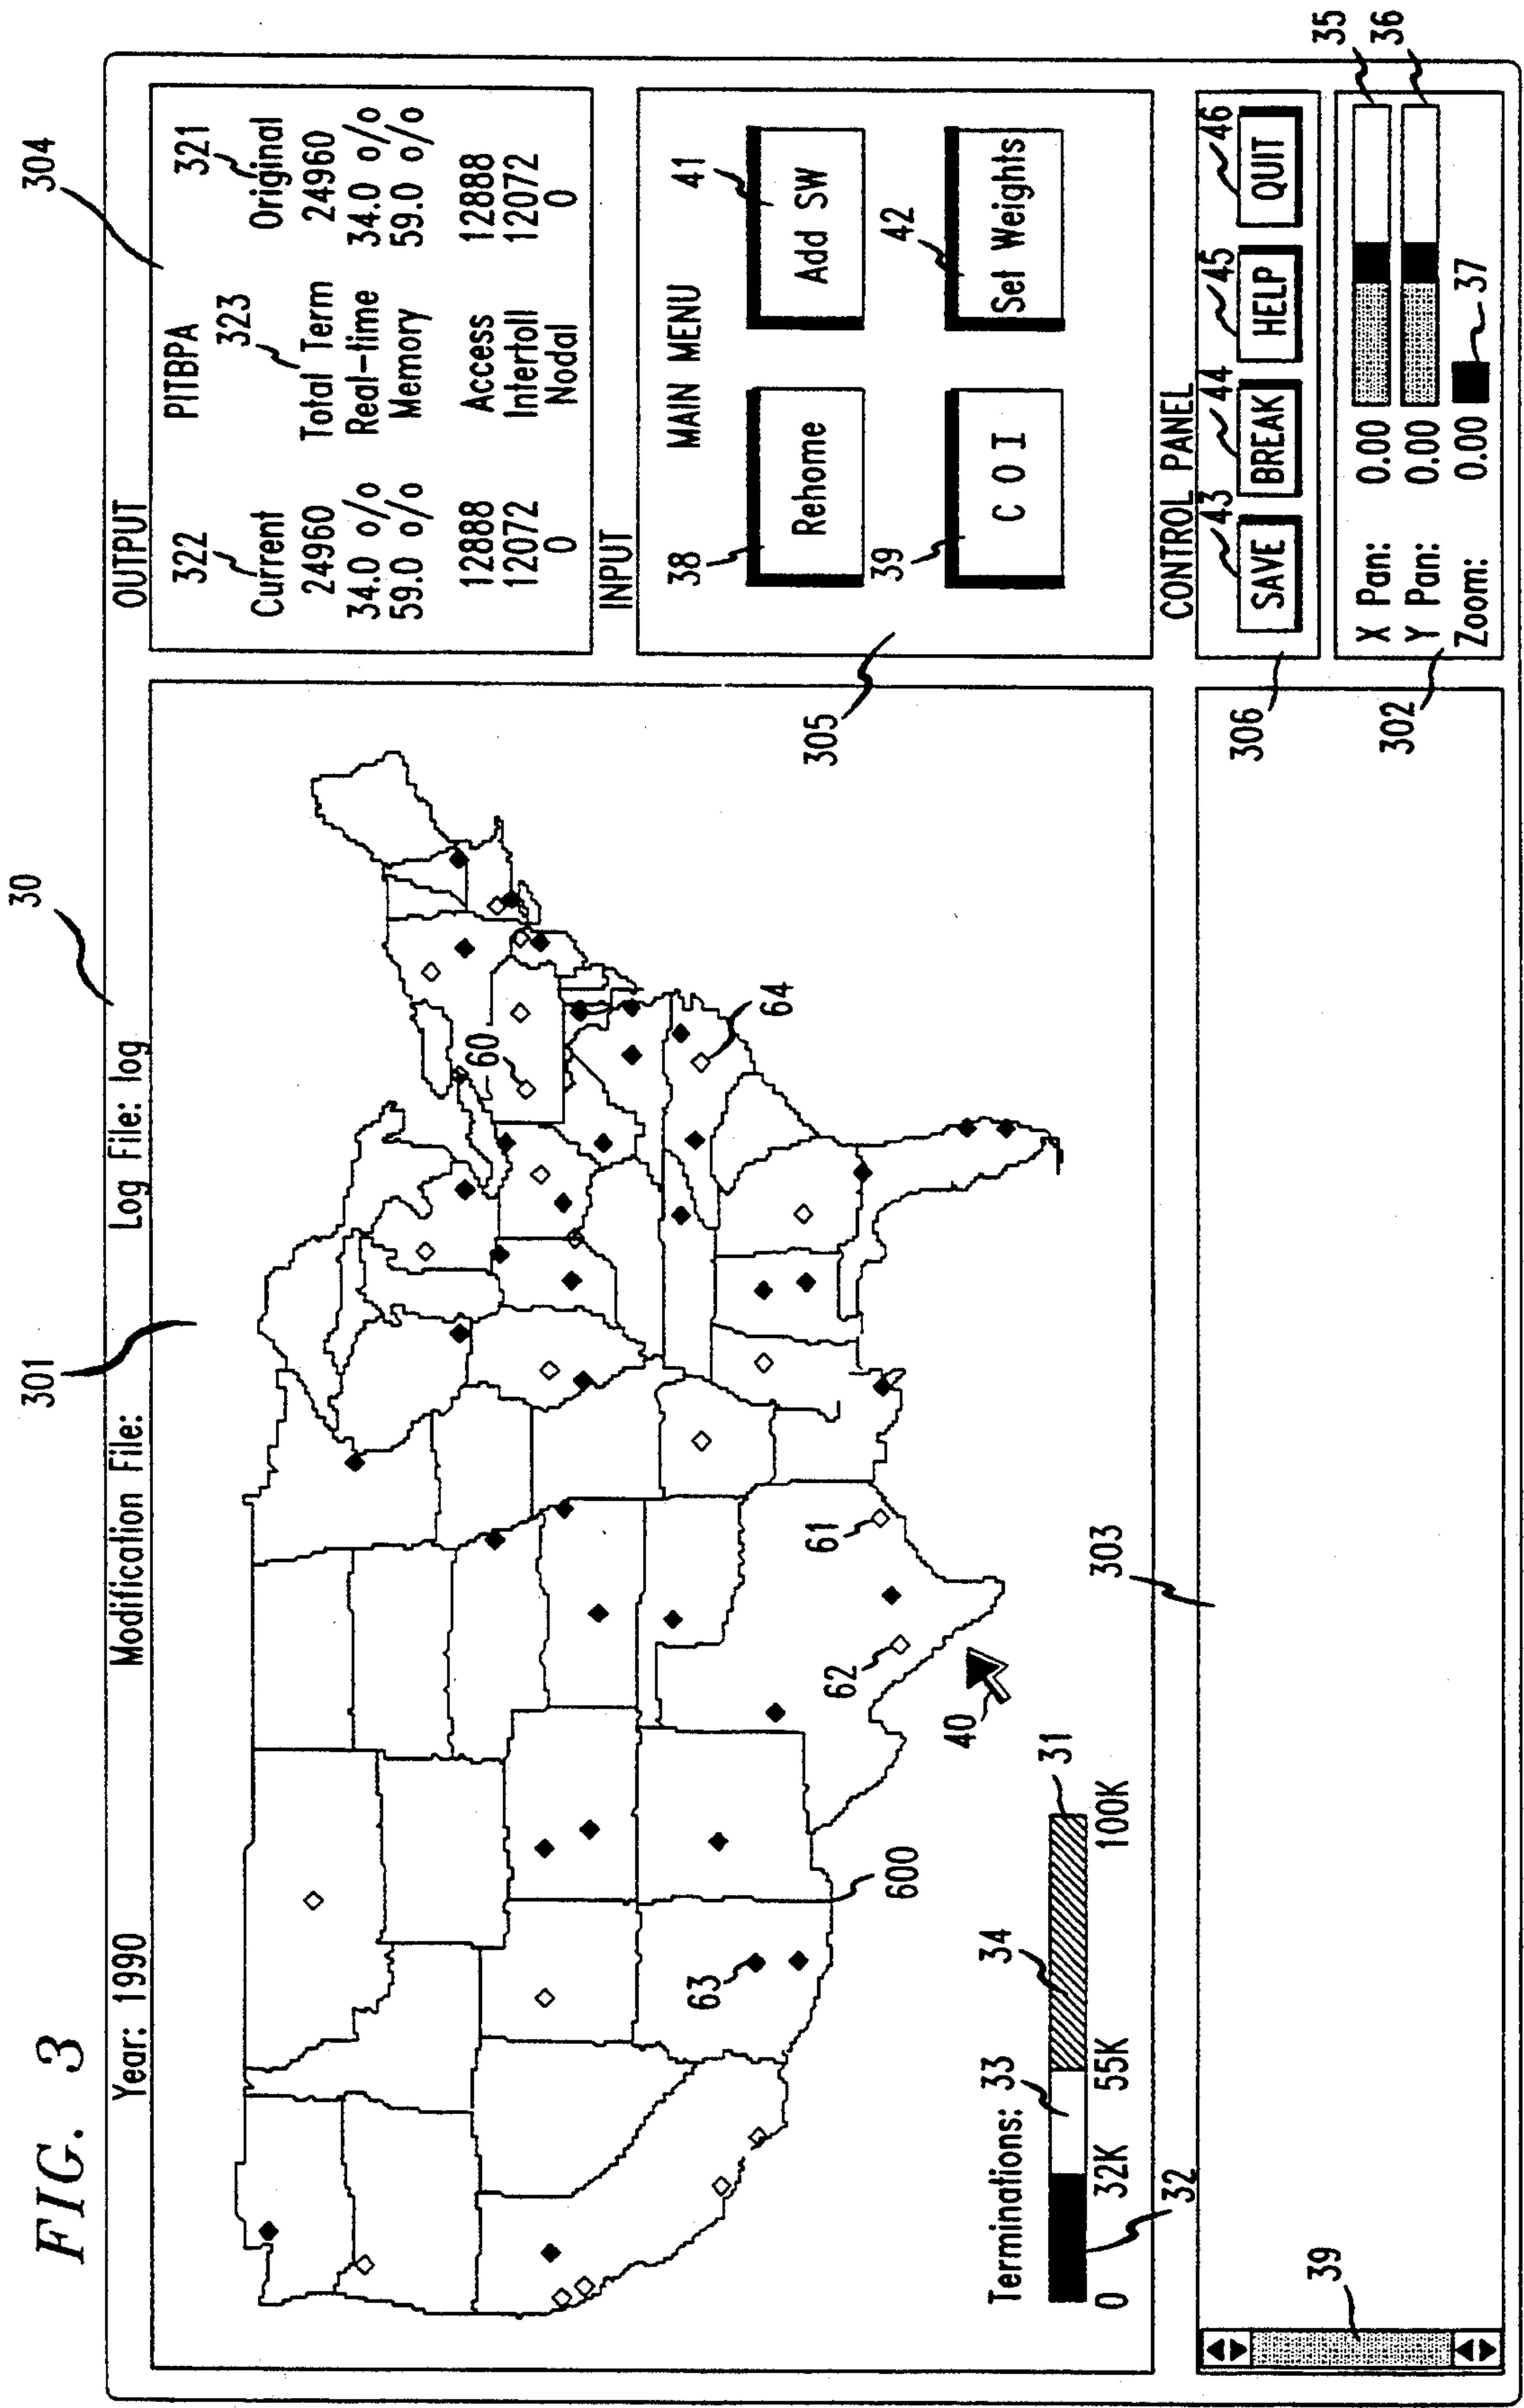 FIG. 3
30
301
304
Year: 1990 Modification File: Log File: log
OUTPUT
PITBPA
322 323 321
Current Total Term Original
24960 24960
34.0 % Real-time 34.0 %
59.0 % Memory 59.0 %
12888 Access 12888
12072 Intertoll 12072
0 Nodal 0
INPUT
MAIN MENU
38 41
Rehome Add SW
39 42
C O I Set Weights
305
CONTROL PANEL
43 44 45 46
SAVE BREAK HELP QUIT
306
X Pan: 0.00 35
Y Pan: 0.00 36
Zoom: 0.00 37
302
60
64
63
61
62
600
40
Terminations: 33 34 31
0 32K 55K 100K
32
303
39